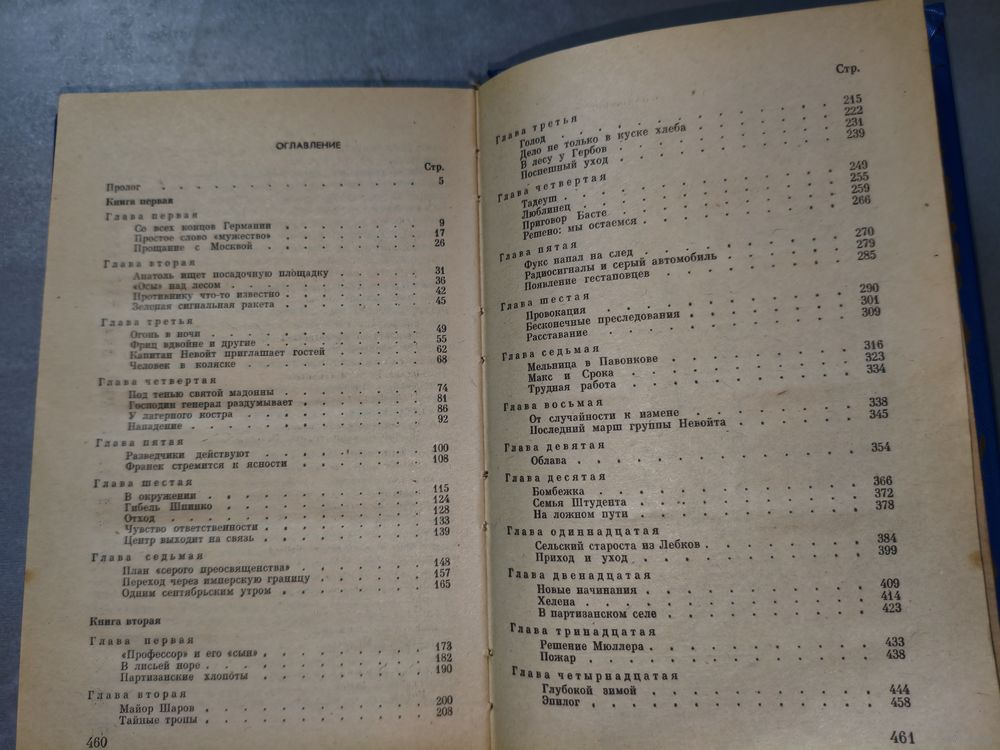 ОГЛАВЛЕНИЕ
Стр.
Пролог . . . . . . . . . . . 5
Книга первая
Глава первая
Со всех концов Германии . . . . . . 9
Простое слово «мужество» . . . . . . 17
Прощание с Москвой . . . . . . 26
Глава вторая
Анатоль ищет посадочную площадку . . . . 31
«Осы» над лесом . . . . . . . 36
Противнику что-то известно . . . . . . 42
Зеленая сигнальная ракета . . . . . . 45
Глава третья
Огонь в ночи . . . . . . . 49
Фриц вдвойне и другие . . . . . . 55
Капитан Невойт приглашает гостей . . . . 62
Человек в коляске . . . . . . 68
Глава четвертая
Под тенью святой мадонны . . . . . . 74
Господин генерал раздумывает . . . . . 81
У лагерного костра . . . . . . 86
Нападение . . . . . . . . 92
Глава пятая
Разведчики действуют . . . . . . 100
Франек стремится к ясности . . . . . 108
Глава шестая
В окружении . . . . . . . 115
Гибель Шпинко . . . . . . . 124
Отход . . . . . . . . 128
Чувство ответственности . . . . . . 133
Центр выходит на связь . . . . . . 139
Глава седьмая
План «серого преосвященства» . . . . . 148
Переход через имперскую границу . . . . 157
Одним сентябрьским утром . . . . . . 165
Книга вторая
Глава первая
«Профессор» и его «сын» . . . . . . 173
В лисьей норе . . . . . . . 182
Партизанские хлопоты . . . . . . 190
Глава вторая
Майор Шаров . . . . . . . 200
Тайные тропы . . . . . . . 208
460
Стр.
Глава третья
Голод . . . . . . . . 215
Дело не только в куске хлеба . . . . . 222
В лесу у Гербов . . . . . . . 231
Поспешный уход . . . . . . . 239
Глава четвертая
Тадеуш . . . . . . . . 249
Люблинец . . . . . . . . 255
Приговор Басте . . . . . . . 259
Решено: мы остаемся . . . . . . 266
Глава пятая
Фукс напал на след . . . . . . 270
Радиосигналы и серый автомобиль . . . . 279
Появление гестаповцев . . . . . . 285
Глава шестая
Провокация . . . . . . . 290
Бесконечные преследования . . . . . 301
Расставание . . . . . . . 309
Глава седьмая
Мельница в Павонкове . . . . . . 316
Макс и Срока . . . . . . . 323
Трудная работа . . . . . . . 334
Глава восьмая
От случайности к измене . . . . . . 338
Последний марш группы Невойта . . . . 345
Глава девятая
Облава . . . . . . . . 354
Глава десятая
Бомбежка . . . . . . . . 366
Семья Штудента . . . . . . . 372
На ложном пути . . . . . . . 378
Глава одиннадцатая
Сельский староста из Лебков . . . . . 384
Приход и уход . . . . . . . 399
Глава двенадцатая
Новые начинания . . . . . . . 409
Хелена . . . . . . . . 414
В партизанском селе . . . . . . 423
Глава тринадцатая
Решение Мюллера . . . . . . . 433
Пожар . . . . . . . . 438
Глава четырнадцатая
Глубокой зимой . . . . . . . 444
Эпилог . . . . . . . . 458
461